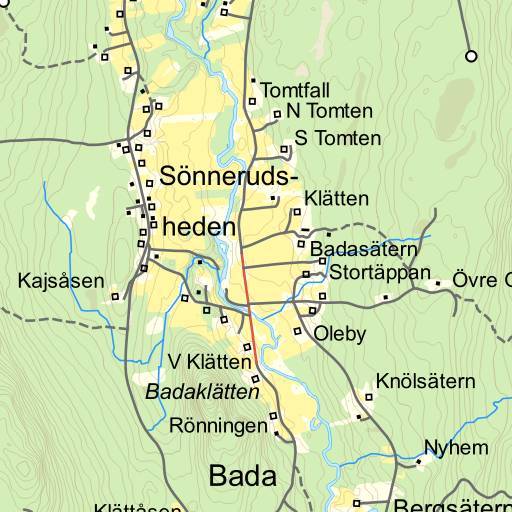 Tomtfall
N Tomten
S Tomten
Sönneruds-
heden
Klätten
Badasätern
Stortäppan
Kajsåsen
Övre
Oleby
V Klätten
Badaklätten
Knölsätern
Rönningen
Nyhem
Bada
Klättåsen
Bergsätern